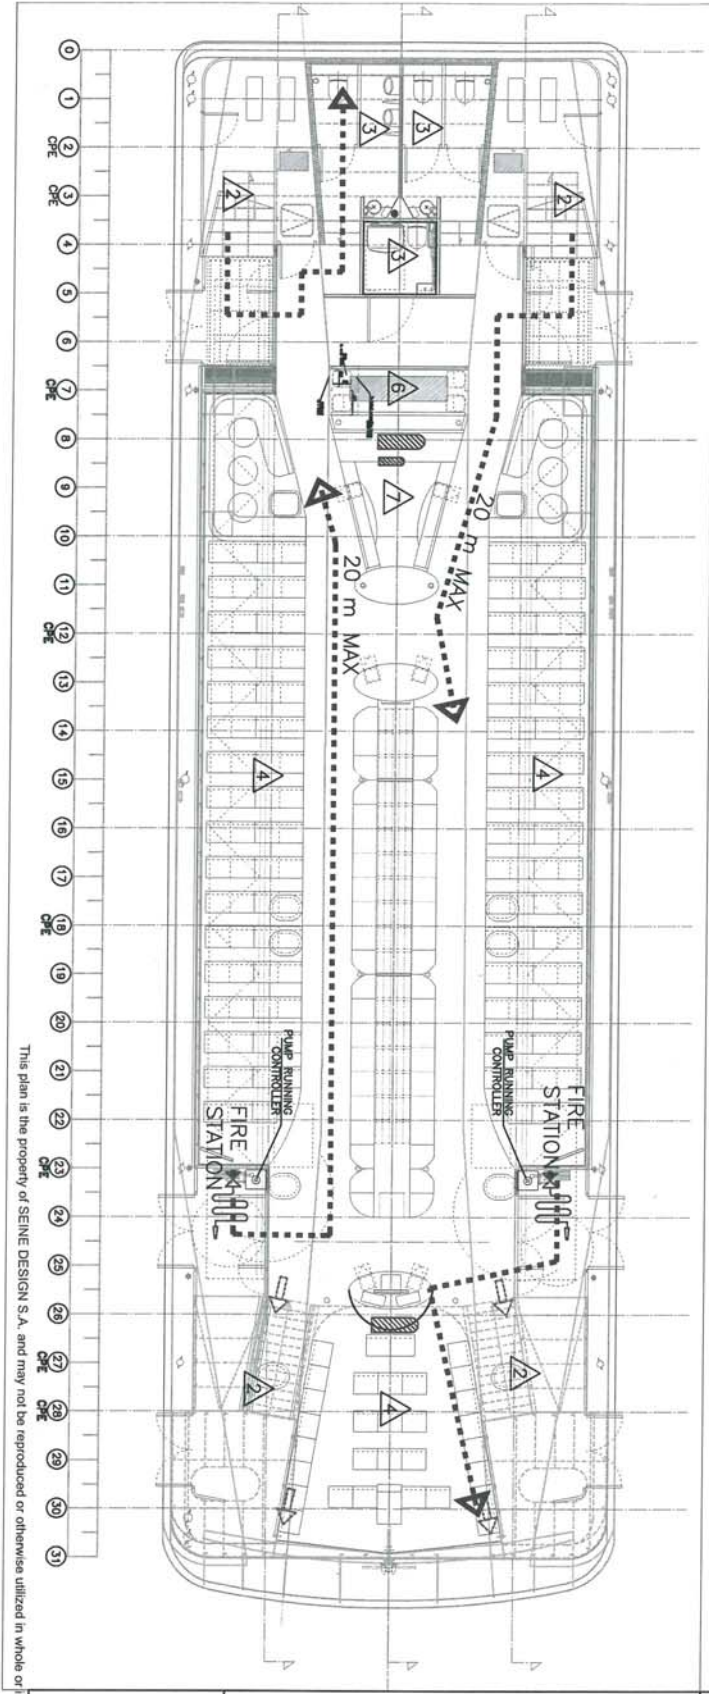 0
1
2
3
4
5
6
7
8
9
10
11
12
13
14
15
16
17
18
19
20
21
22
23
24
25
26
27
28
29
30
31
CPE
CPE
CPE
CPE
CPE
CPE
CPE
CPE
3
3
2
2
3
6
7
20 m MAX
20 m MAX
4
4
PUMP RUNNING
CONTROLLER
PUMP RUNNING
CONTROLLER
FIRE
STATION
FIRE
STATION
2
2
4
This plan is the property of SEINE DESIGN S.A. and may not be reproduced or otherwise utilized in whole or